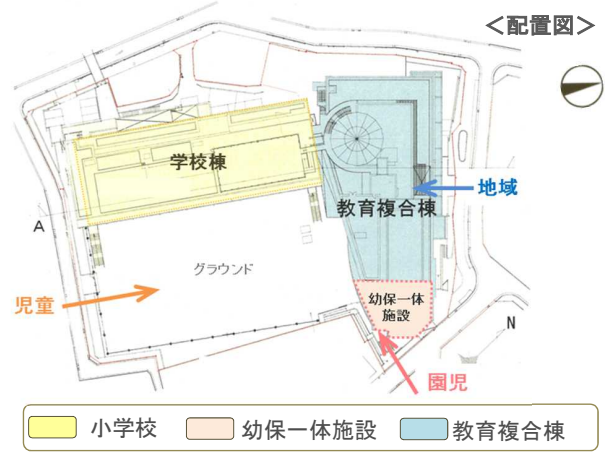 <配置図>
学校棟
教育複合棟
地域
A
グラウンド
児童
幼保一体
施設
N
園児
小学校 幼保一体施設 教育複合棟